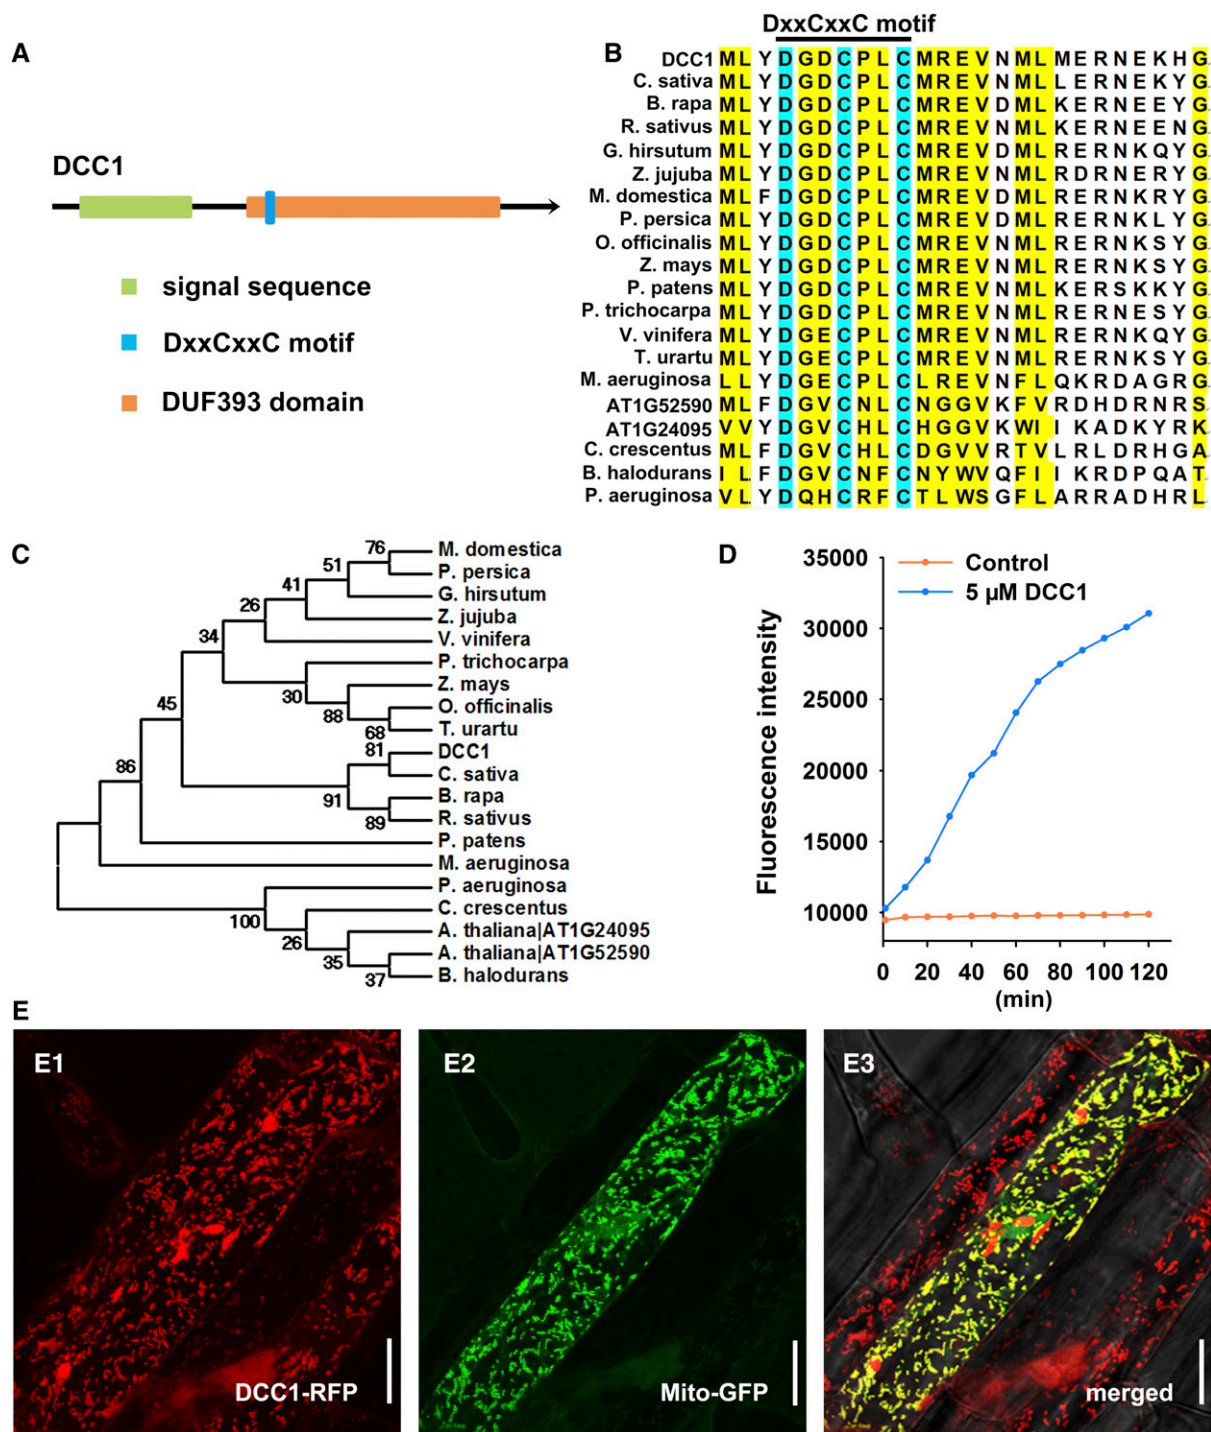 A
DCC1
signal sequence
DxxCxxC motif
DUF393 domain
B
DxxCxxC motif
DCC1 M L Y D G D C P L C M R E V N M L M E R N E K H G
C. sativa M L Y D G D C P L C M R E V N M L L E R N E K Y G
B. rapa M L Y D G D C P L C M R E V D M L K E R N E E Y G
R. sativus M L Y D G D C P L C M R E V N M L K E R N E E N G
G. hirsutum M L Y D G D C P L C M R E V D M L R E R N K Q Y G
Z. jujuba M L Y D G D C P L C M R E V N M L R D R N E R Y G
M. domestica M L F D G D C P L C M R E V D M L R E R N K R Y G
P. persica M L Y D G D C P L C M R E V D M L R E R N K L Y G
O. officinalis M L Y D G D C P L C M R E V N M L R E R N K S Y G
Z. mays M L Y D G D C P L C M R E V N M L R E R N K S Y G
P. patens M L Y D G D C P L C M R E V N M L K E R S K K Y G
P. trichocarpa M L Y D G D C P L C M R E V N M L R E R N E S Y G
V. vinifera M L Y D G E C P L C M R E V N M L R E R N K Q Y G
T. urartu M L Y D G E C P L C M R E V N M L R E R N K S Y G
M. aeruginosa L L Y D G E C P L C L R E V N F L Q K R D A G R G
AT1G52590 M L F D G V C N L C N G G V K F V R D H D R N R S
AT1G24095 V V Y D G V C H L C H G G V K W I I K A D K Y R K
C. crescentus M L F D G V C H L C D G V V R T V L R L D R H G A
B. halodurans I L F D G V C N F C N Y W V Q F I I K R D P Q A T
P. aeruginosa V L Y D Q H C R F C T L W S G F L A R R A D H R L
C
M. domestica
P. persica
G. hirsutum
Z. jujuba
V. vinifera
P. trichocarpa
Z. mays
O. officinalis
T. urartu
DCC1
C. sativa
B. rapa
R. sativus
P. patens
M. aeruginosa
P. aeruginosa
C. crescentus
A. thaliana|AT1G24095
A. thaliana|AT1G52590
B. halodurans
76
51
41
26
34
30
88
68
45
81
86
91
89
100
26
35
37
D
Control
5 µM DCC1
Fluorescence intensity
35000
30000
25000
20000
15000
10000
0 20 40 60 80 100 120
(min)
E
E1
DCC1-RFP
E2
Mito-GFP
E3
merged